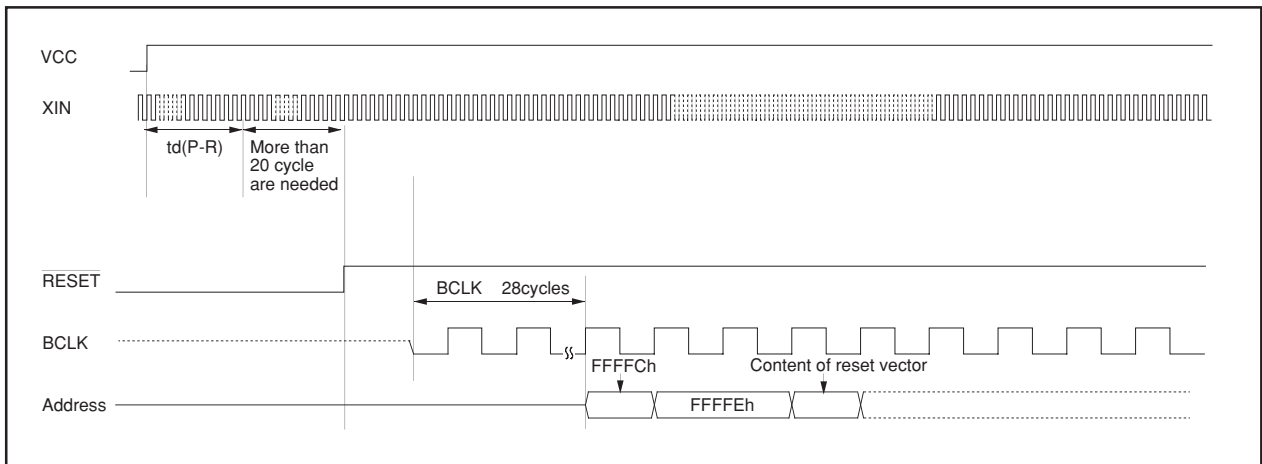 VCC
XIN
td(P-R)
More than
20 cycle
are needed
RESET
BCLK 28cycles
BCLK
FFFFCh
Content of reset vector
Address
FFFFEh